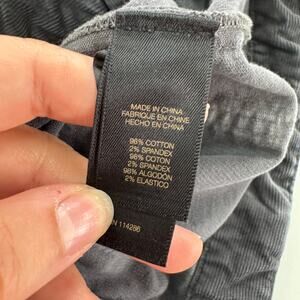 MADE IN CHINA
FABRIQUE EN CHINE
HECHO EN CHINA
98% COTTON
2% SPANDEX
98% COTON
2% SPANDEX
98% ALGODÓN
2% ELASTICO
114286